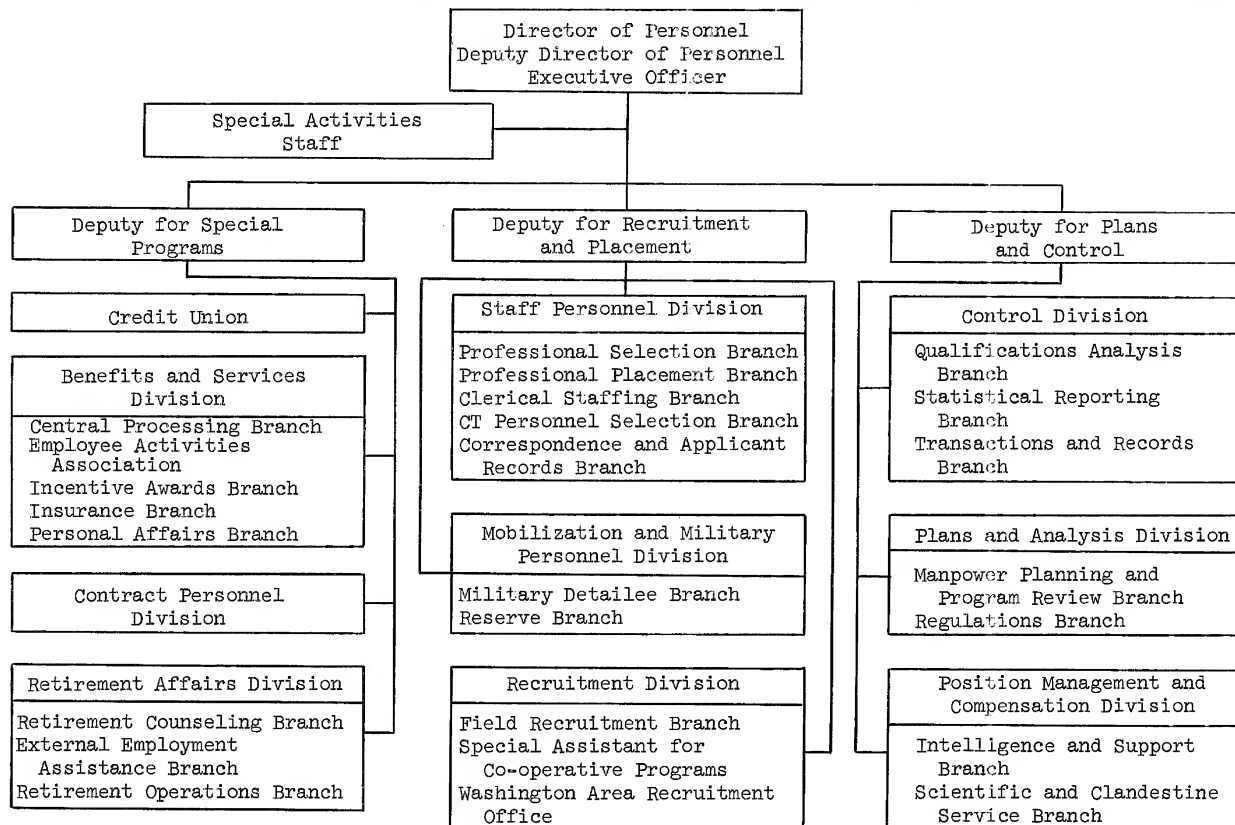 Director of Personnel
Deputy Director of Personnel
Executive Officer
Special Activities
Staff
Deputy for Special
Programs
Credit Union
Benefits and Services
Division
Central Processing Branch
Employee Activities
Association
Incentive Awards Branch
Insurance Branch
Personal Affairs Branch
Contract Personnel
Division
Retirement Affairs Division
Retirement Counseling Branch
External Employment
Assistance Branch
Retirement Operations Branch
Deputy for Recruitment
and Placement
Staff Personnel Division
Professional Selection Branch
Professional Placement Branch
Clerical Staffing Branch
CT Personnel Selection Branch
Correspondence and Applicant
Records Branch
Mobilization and Military
Personnel Division
Military Detailee Branch
Reserve Branch
Recruitment Division
Field Recruitment Branch
Special Assistant for
Co-operative Programs
Washington Area Recruitment
Office
Deputy for Plans
and Control
Control Division
Qualifications Analysis
Branch
Statistical Reporting
Branch
Transactions and Records
Branch
Plans and Analysis Division
Manpower Planning and
Program Review Branch
Regulations Branch
Position Management and
Compensation Division
Intelligence and Support
Branch
Scientific and Clandestine
Service Branch